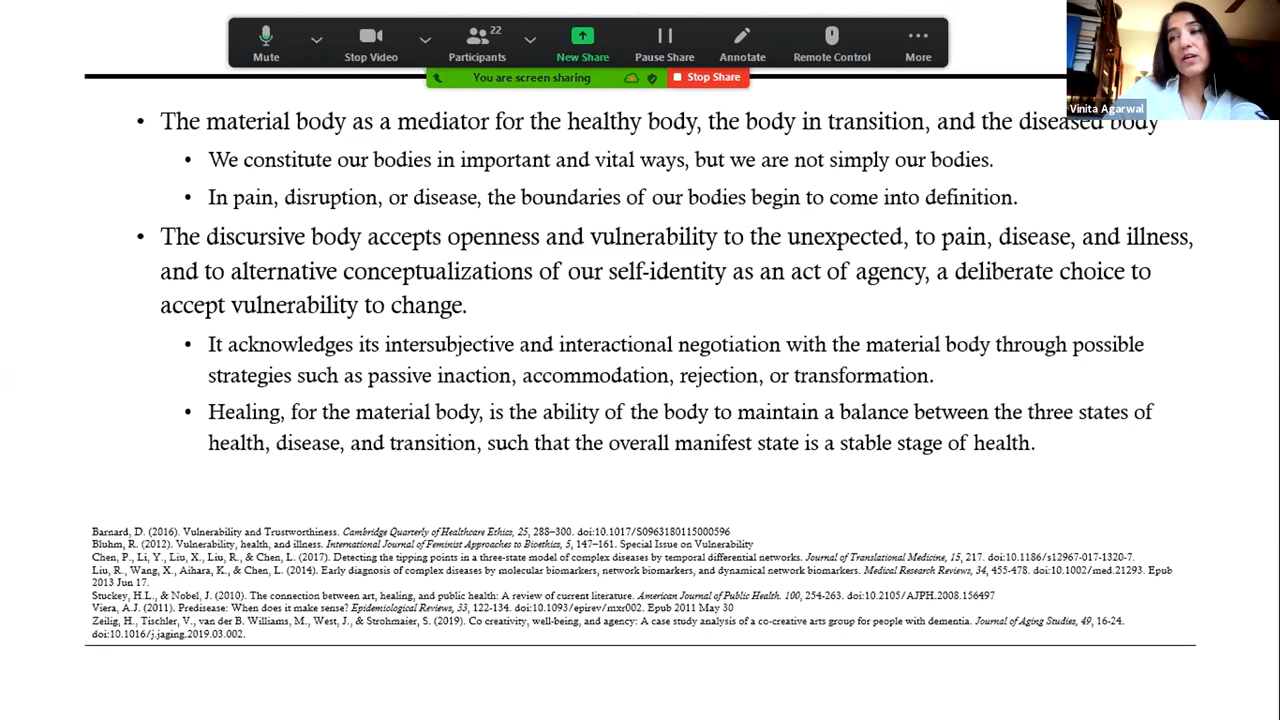 22
Mute
Stop Video
Participants
New Share
Pause Share
Annotate
Remote Control
More
You are screen sharing
Stop Share
Vinita Agarwal
• The material body as a mediator for the healthy body, the body in transition, and the diseased body
• We constitute our bodies in important and vital ways, but we are not simply our bodies.
• In pain, disruption, or disease, the boundaries of our bodies begin to come into definition.
• The discursive body accepts openness and vulnerability to the unexpected, to pain, disease, and illness,
and to alternative conceptualizations of our self-identity as an act of agency, a deliberate choice to
accept vulnerability to change.
• It acknowledges its intersubjective and interactional negotiation with the material body through possible
strategies such as passive inaction, accommodation, rejection, or transformation.
• Healing, for the material body, is the ability of the body to maintain a balance between the three states of
health, disease, and transition, such that the overall manifest state is a stable stage of health.
Barnard, D. (2016). Vulnerability and Trustworthiness. Cambridge Quarterly of Healthcare Ethics, 25, 288–300. doi:10.1017/S0963180115000596
Bluhm, R. (2012). Vulnerability, health, and illness. International Journal of Feminist Approaches to Bioethics, 5, 147–161. Special Issue on Vulnerability
Chen, P., Li, Y., Liu, X., Liu, R., & Chen, L. (2017). Detecting the tipping points in a three-state model of complex diseases by temporal differential networks. Journal of Translational Medicine, 15, 217. doi:10.1186/s12967-017-1320-7.
Liu, R., Wang, X., Aihara, K., & Chen, L. (2014). Early diagnosis of complex diseases by molecular biomarkers, network biomarkers, and dynamical network biomarkers. Medical Research Reviews, 34, 455-478. doi:10.1002/med.21293. Epub
2013 Jun 17.
Stuckey, H.L., & Nobel, J. (2010). The connection between art, healing, and public health: A review of current literature. American Journal of Public Health. 100, 254-263. doi:10.2105/AJPH.2008.156497
Viera, A.J. (2011). Predisease: When does it make sense? Epidemiological Reviews, 33, 122-134. doi:10.1093/epirev/mxr002. Epub 2011 May 30
Zeilig, H., Tischler, V., van der B. Williams, M., West, J., & Strohmaier, S. (2019). Co creativity, well-being, and agency: A case study analysis of a co-creative arts group for people with dementia. Journal of Aging Studies, 49, 16-24.
doi:10.1016/j.jaging.2019.03.002.